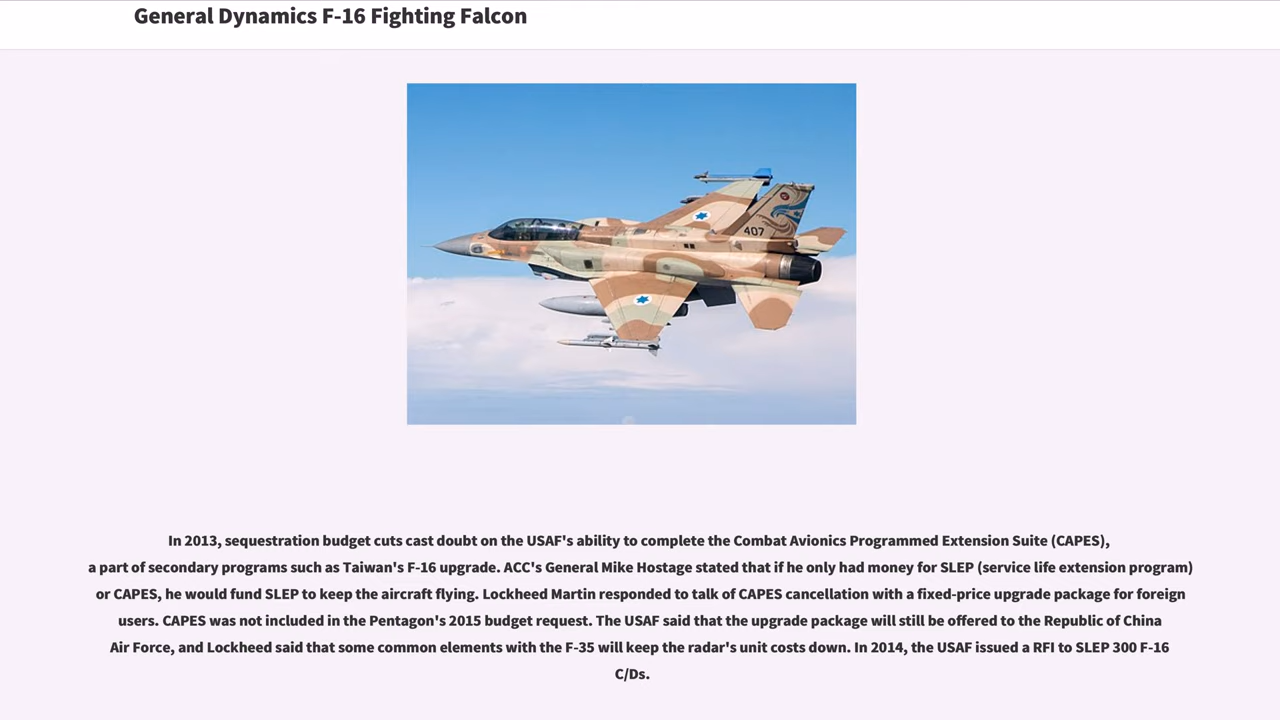 General Dynamics F-16 Fighting Falcon
407
In 2013, sequestration budget cuts cast doubt on the USAF's ability to complete the Combat Avionics Programmed Extension Suite (CAPES),
a part of secondary programs such as Taiwan's F-16 upgrade. ACC's General Mike Hostage stated that if he only had money for SLEP (service life extension program)
or CAPES, he would fund SLEP to keep the aircraft flying. Lockheed Martin responded to talk of CAPES cancellation with a fixed-price upgrade package for foreign
users. CAPES was not included in the Pentagon's 2015 budget request. The USAF said that the upgrade package will still be offered to the Republic of China
Air Force, and Lockheed said that some common elements with the F-35 will keep the radar's unit costs down. In 2014, the USAF issued a RFI to SLEP 300 F-16
C/Ds.